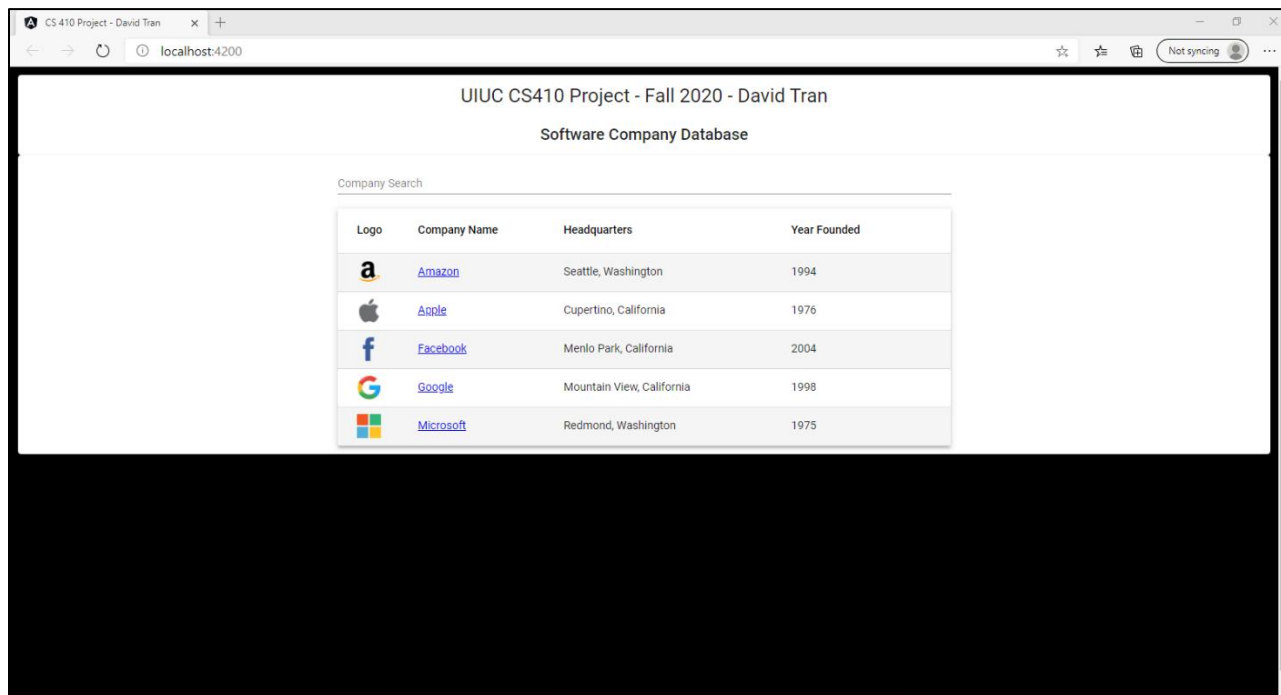 CS 410 Project - David Tran
localhost:4200
Not syncing
UIUC CS410 Project - Fall 2020 - David Tran
Software Company Database
Company Search
Logo Company Name Headquarters Year Founded
a Amazon Seattle, Washington 1994
Apple Cupertino, California 1976
f Facebook Menlo Park, California 2004
G Google Mountain View, California 1998
Microsoft Redmond, Washington 1975